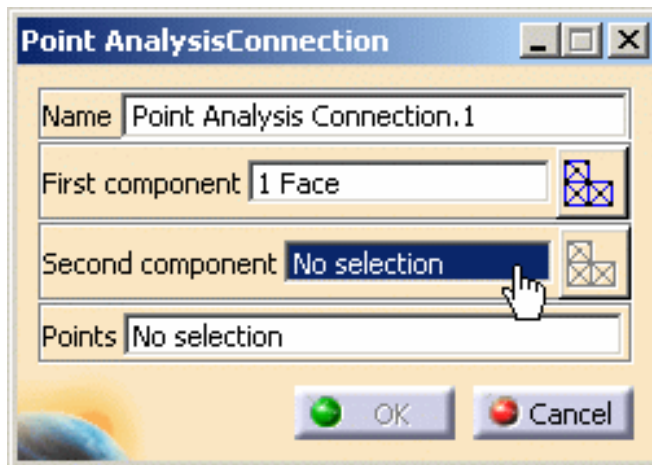 Point AnalysisConnection
Name Point Analysis Connection.1
First component 1 Face
Second component No selection
Points No selection
OK Cancel